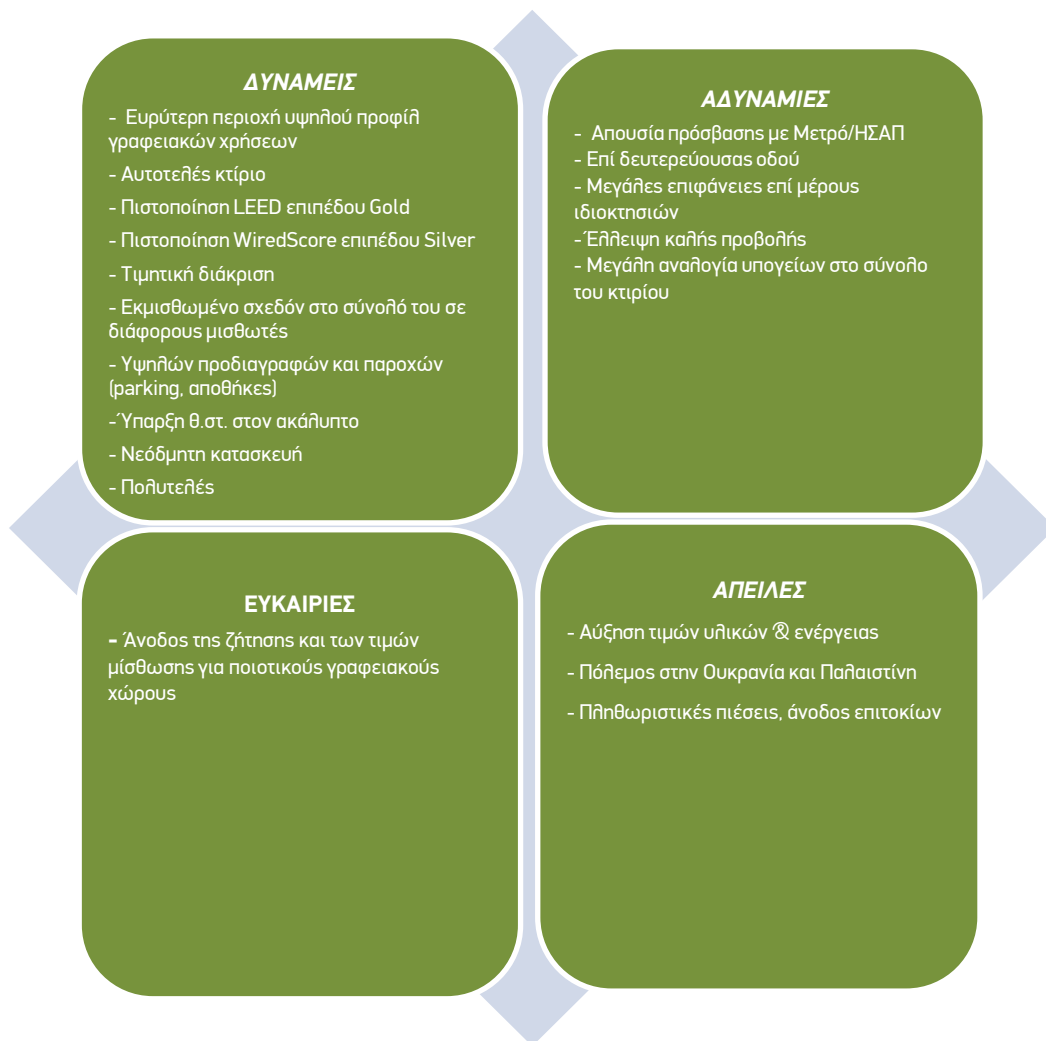 ΔΥΝΑΜΕΙΣ
- Ευρύτερη περιοχή υψηλού προφίλ
γραφειακών χρήσεων
- Αυτοτελές κτίριο
- Πιστοποίηση LEED επιπέδου Gold
- Πιστοποίηση WiredScore επιπέδου Silver
- Τιμητική διάκριση
- Εκμισθωμένο σχεδόν στο σύνολό του σε
διάφορους μισθωτές
- Υψηλών προδιαγραφών και παροχών
(parking, αποθήκες)
- Ύπαρξη θ.στ. στον ακάλυπτο
- Νεόδμητη κατασκευή
- Πολυτελές
ΑΔΥΝΑΜΙΕΣ
- Απουσία πρόσβασης με Μετρό/ΗΣΑΠ
- Επί δευτερεύουσας οδού
- Μεγάλες επιφάνειες επί μέρους
ιδιοκτησιών
- Έλλειψη καλής προβολής
- Μεγάλη αναλογία υπογείων στο σύνολο
του κτιρίου
ΕΥΚΑΙΡΙΕΣ
- Άνοδος της ζήτησης και των τιμών
μίσθωσης για ποιοτικούς γραφειακούς
χώρους
ΑΠΕΙΛΕΣ
- Αύξηση τιμών υλικών & ενέργειας
- Πόλεμος στην Ουκρανία και Παλαιστίνη
- Πληθωριστικές πιέσεις, άνοδος επιτοκίων